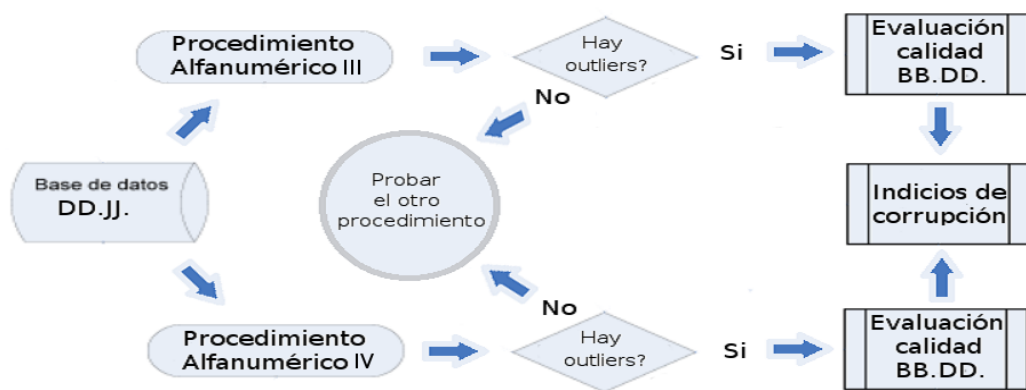 Procedimiento
Alfanumérico III
Hay
outliers?
Si
Evaluación
calidad
BB.DD.
No
Base de datos
DD.JJ.
Probar
el otro
procedimiento
Indicios de
corrupción
No
Procedimiento
Alfanumérico IV
Hay
outliers?
Si
Evaluación
calidad
BB.DD.